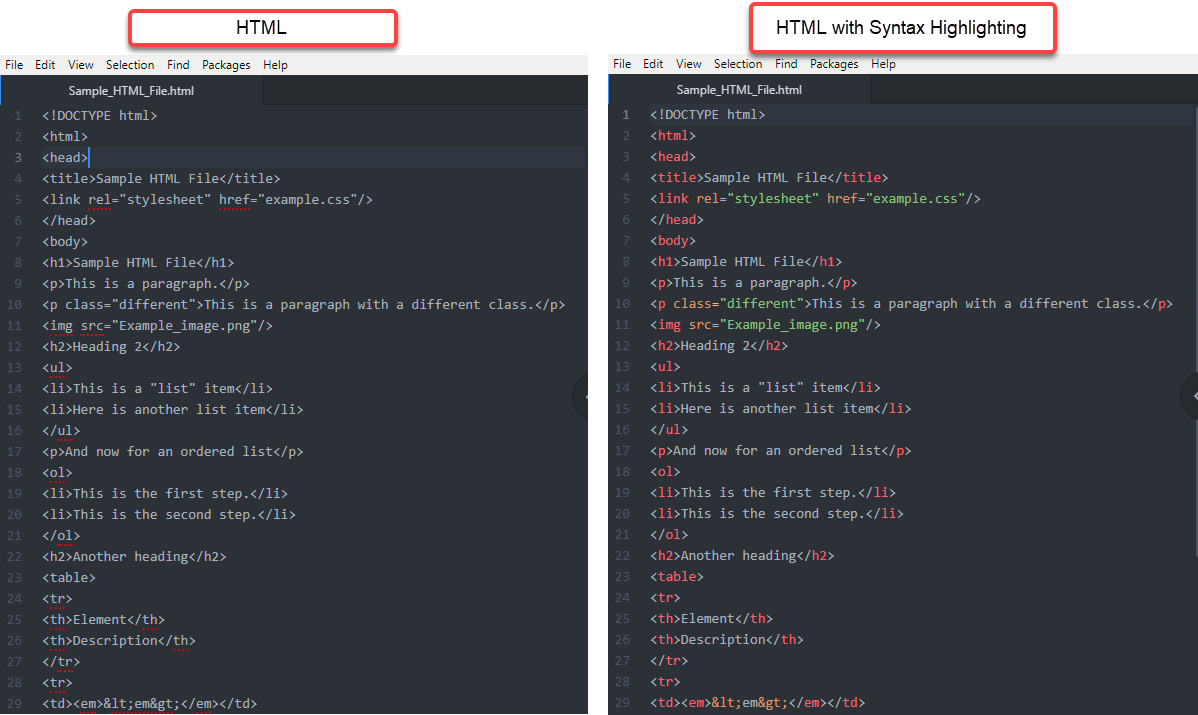 HTML
File Edit View Selection Find Packages Help
Sample_HTML_File.html
1 <!DOCTYPE html>
2 <html>
3 <head>
4 <title>Sample HTML File</title>
5 <link rel="stylesheet" href="example.css"/>
6 </head>
7 <body>
8 <h1>Sample HTML File</h1>
9 <p>This is a paragraph.</p>
10 <p class="different">This is a paragraph with a different class.</p>
11 <img src="Example_image.png"/>
12 <h2>Heading 2</h2>
13 <ul>
14 <li>This is a "list" item</li>
15 <li>Here is another list item</li>
16 </ul>
17 <p>And now for an ordered list</p>
18 <ol>
19 <li>This is the first step.</li>
20 <li>This is the second step.</li>
21 </ol>
22 <h2>Another heading</h2>
23 <table>
24 <tr>
25 <th>Element</th>
26 <th>Description</th>
27 </tr>
28 <tr>
29 <td><em>&lt;em&gt;</em></td>
HTML with Syntax Highlighting
File Edit View Selection Find Packages Help
Sample_HTML_File.html
1 <!DOCTYPE html>
2 <html>
3 <head>
4 <title>Sample HTML File</title>
5 <link rel="stylesheet" href="example.css"/>
6 </head>
7 <body>
8 <h1>Sample HTML File</h1>
9 <p>This is a paragraph.</p>
10 <p class="different">This is a paragraph with a different class.</p>
11 <img src="Example_image.png"/>
12 <h2>Heading 2</h2>
13 <ul>
14 <li>This is a "list" item</li>
15 <li>Here is another list item</li>
16 </ul>
17 <p>And now for an ordered list</p>
18 <ol>
19 <li>This is the first step.</li>
20 <li>This is the second step.</li>
21 </ol>
22 <h2>Another heading</h2>
23 <table>
24 <tr>
25 <th>Element</th>
26 <th>Description</th>
27 </tr>
28 <tr>
29 <td><em>&lt;em&gt;</em></td>